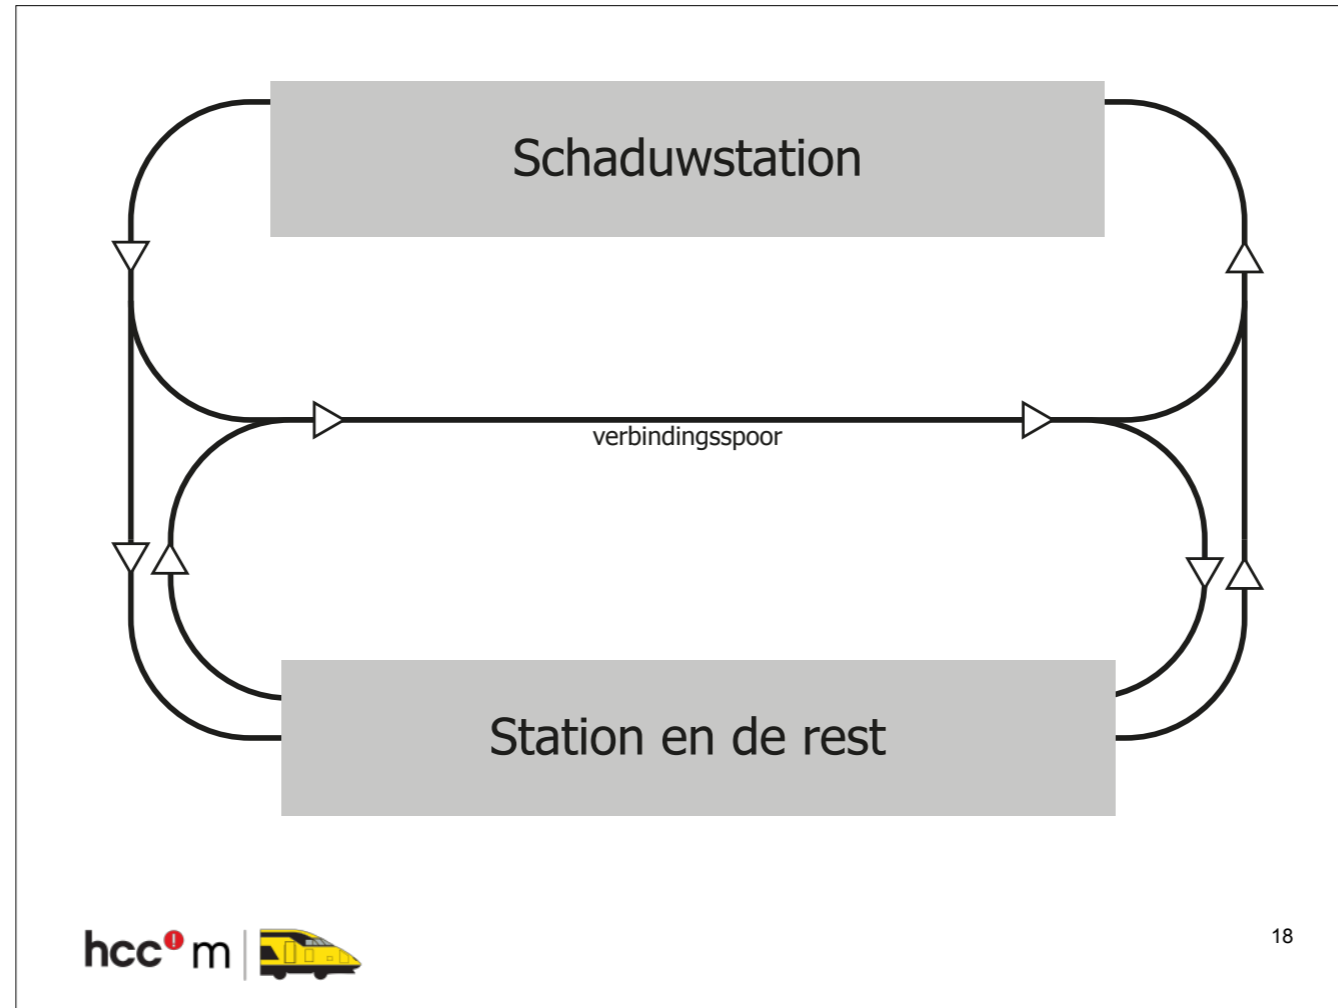 Schaduwstation
verbindingsspoor
Station en de rest
hcc! m
18